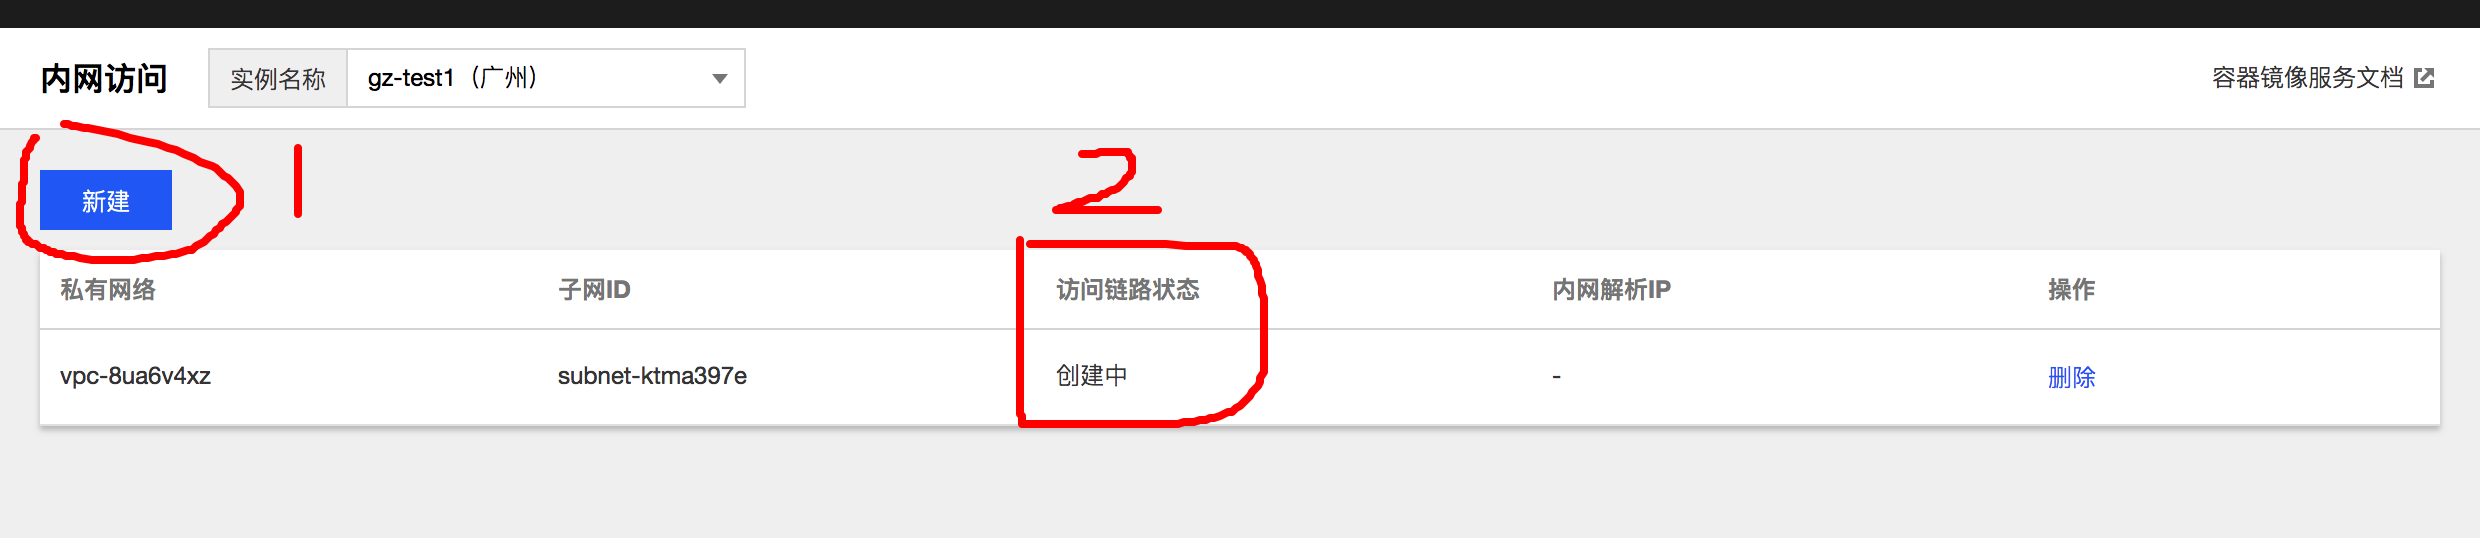 内网访问 实例名称 gz-test1（广州） 容器镜像服务文档
新建 1 2
私有网络 子网ID 访问链路状态 内网解析IP 操作
vpc-8ua6v4xz subnet-ktma397e 创建中 - 删除